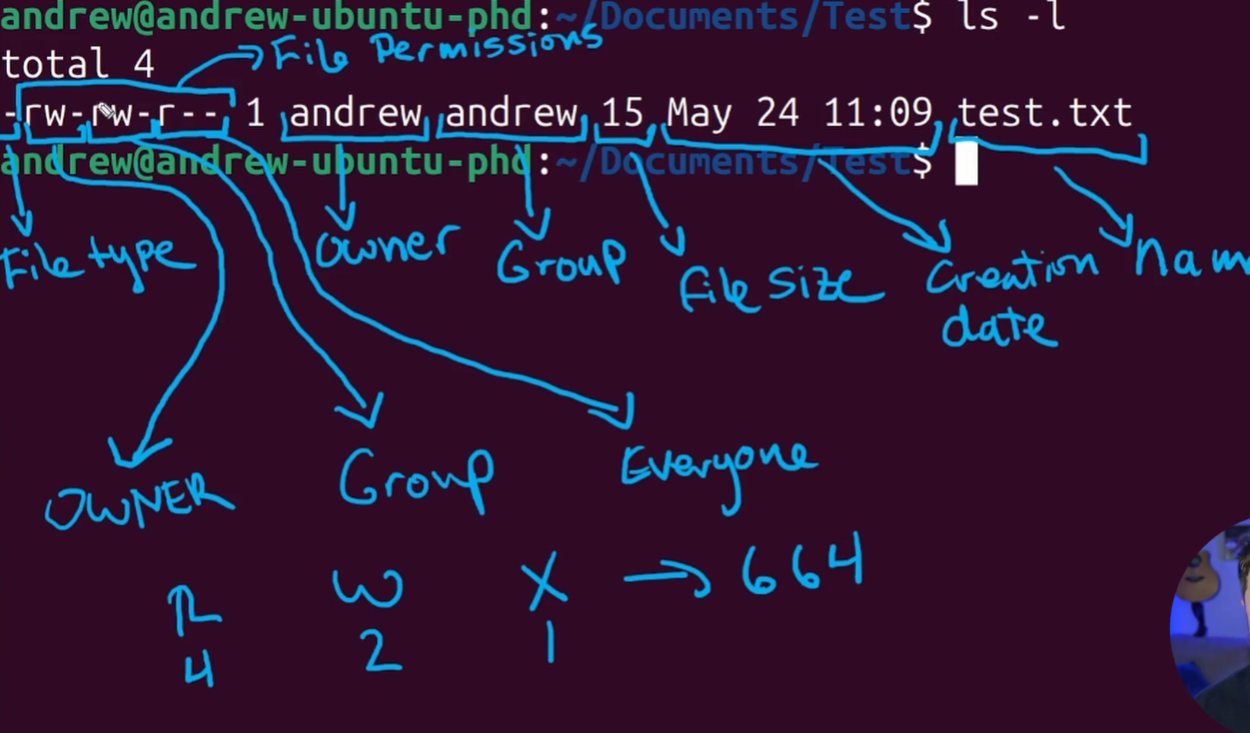 andrew@andrew-ubuntu-phd:~/Documents/Test$ ls -l
File Permissions
total 4
-rw-rw-r-- 1 andrew andrew 15 May 24 11:09 test.txt
andrew@andrew-ubuntu-phd:~/Documents/Test$
File type
Owner
Group
File Size
Creation
date
Nam
OWNER
Group
Everyone
R W X → 664
4 2 1